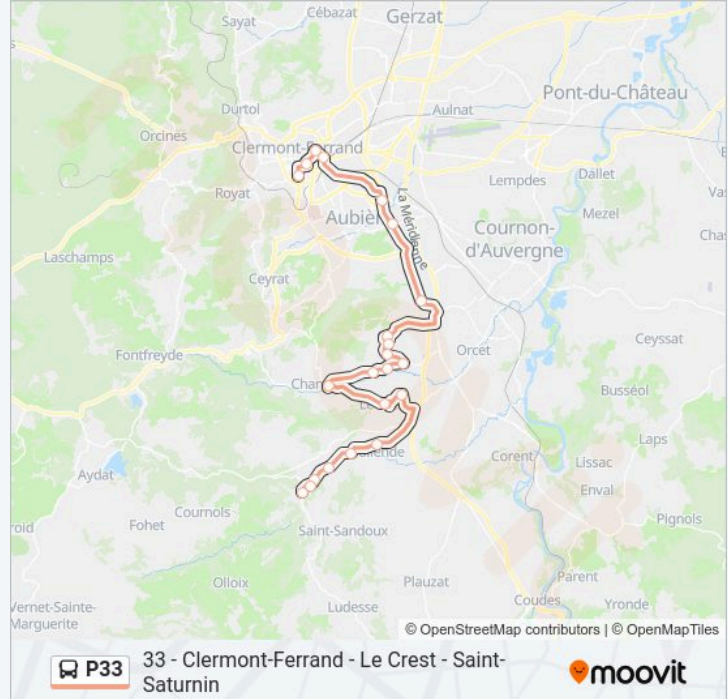 Cébazat
Gerzat
Sayat
Pont-du-Château
Durtol
Aulnat
Orcines
Clermont-Ferrand
Dallet
Lempdes
Royat
Mezel
Aubière
La Méridienne
Cournon-
d'Auvergne
Laschamps
Ceyrat
Ceyssat
Orcet
Fontfreyde
Chan
Busséol
Laps
Corent
Lissac
Aydat
Enval
Cournols
Pignols
Fohet
Saint-Sandoux
Olloix
Plauzat
Parent
Vernet-Sainte-
Marguerite
Ludesse
Coudes
Yronde
© OpenStreetMap contributors | © OpenMapTiles
P33
33 - Clermont-Ferrand - Le Crest - Saint-
Saturnin
moovit